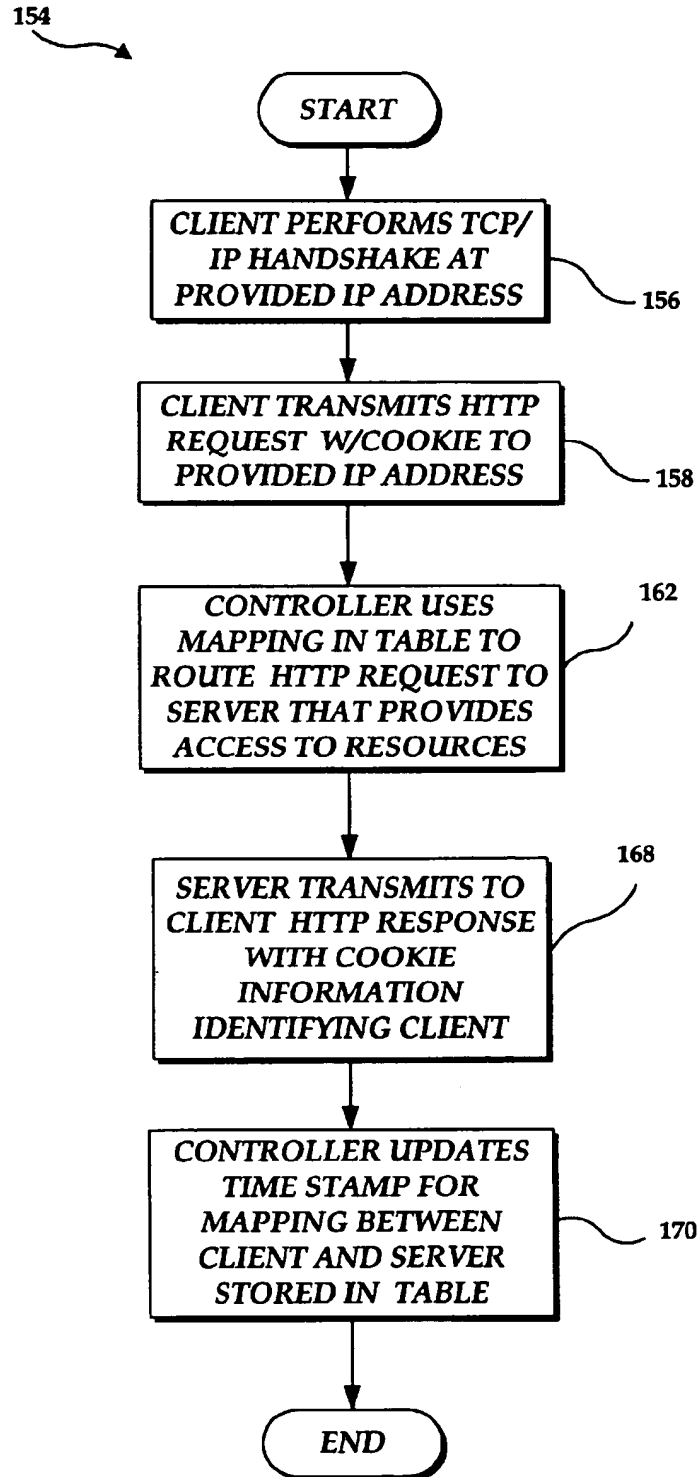 154
START
CLIENT PERFORMS TCP/
IP HANDSHAKE AT
PROVIDED IP ADDRESS
156
CLIENT TRANSMITS HTTP
REQUEST W/COOKIE TO
PROVIDED IP ADDRESS
158
CONTROLLER USES
MAPPING IN TABLE TO
ROUTE HTTP REQUEST TO
SERVER THAT PROVIDES
ACCESS TO RESOURCES
162
SERVER TRANSMITS TO
CLIENT HTTP RESPONSE
WITH COOKIE
INFORMATION
IDENTIFYING CLIENT
168
CONTROLLER UPDATES
TIME STAMP FOR
MAPPING BETWEEN
CLIENT AND SERVER
STORED IN TABLE
170
END